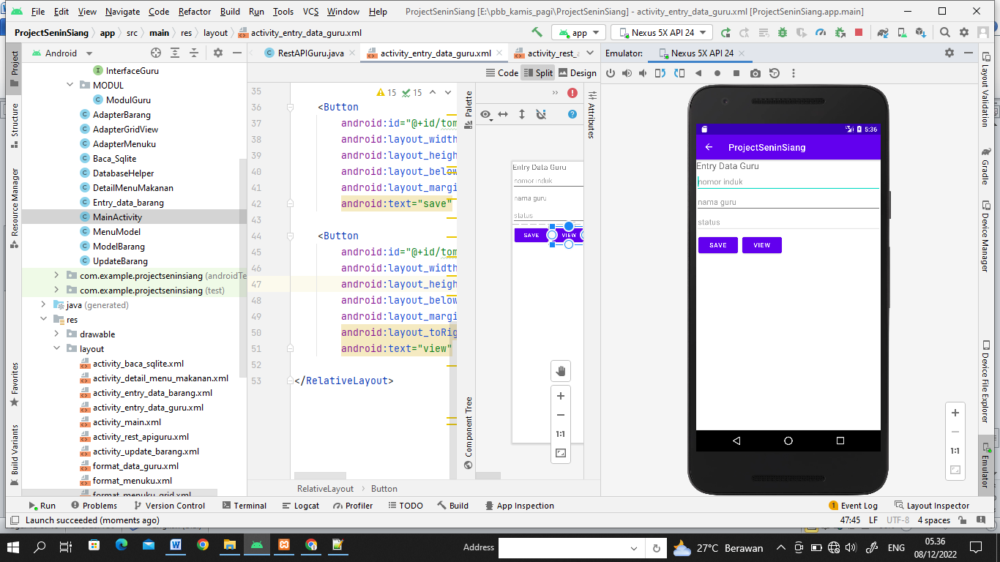 File Edit View Navigate Code Refactor Build Run Tools VCS Window Help ProjectSeninSiang [E:\pbb_kamis_pagi\ProjectSeninSiang] - activity_entry_data_guru.xml [ProjectSeninSiang.app.main]
ProjectSeninSiang app src main res layout activity_entry_data_guru.xml app Nexus 5X API 24
Project
Structure
Resource Manager
Favorites
Build Variants
Android
InterfaceGuru
MODUL
ModulGuru
AdapterBarang
AdapterGridView
AdapterMenuku
Baca_Sqlite
DatabaseHelper
DetailMenuMakanan
Entry_data_barang
MainActivity
MenuModel
ModelBarang
UpdateBarang
com.example.projectseninsiang (androidTe
com.example.projectseninsiang (test)
java (generated)
res
drawable
layout
activity_baca_sqlite.xml
activity_detail_menu_makanan.xml
activity_entry_data_barang.xml
activity_entry_data_guru.xml
activity_main.xml
activity_rest_apiguru.xml
activity_update_barang.xml
format_data_guru.xml
format_menuku.xml
format_menuku_grid.xml
RestAPIGuru.java activity_entry_data_guru.xml activity_rest_
Code Split Design
15 15
35
36 <Button
37 android:id="@+id/tom
38 android:layout_width
39 android:layout_heigh
40 android:layout_below
41 android:layout_margi
42 android:text="save"
43
44 <Button
45 android:id="@+id/tom
46 android:layout_width
47 android:layout_heigh
48 android:layout_below
49 android:layout_margi
50 android:layout_toRig
51 android:text="view"
52
53 </RelativeLayout>
RelativeLayout Button
Palette
Component Tree
Attributes
Entry Data Guru
nomor induk
nama guru
status
SAVE VIEW
1:1
Emulator: Nexus 5X API 24
5:36
ProjectSeninSiang
Entry Data Guru
nomor induk
nama guru
status
SAVE VIEW
1:1
Layout Validation
Gradle
Device Manager
Device File Explorer
Emulator
Run Problems Version Control Terminal Logcat Profiler TODO Build App Inspection 1 Event Log Layout Inspector
Launch succeeded (moments ago) 47:45 LF UTF-8 4 spaces
Address 27°C Berawan ENG 05.36
08/12/2022